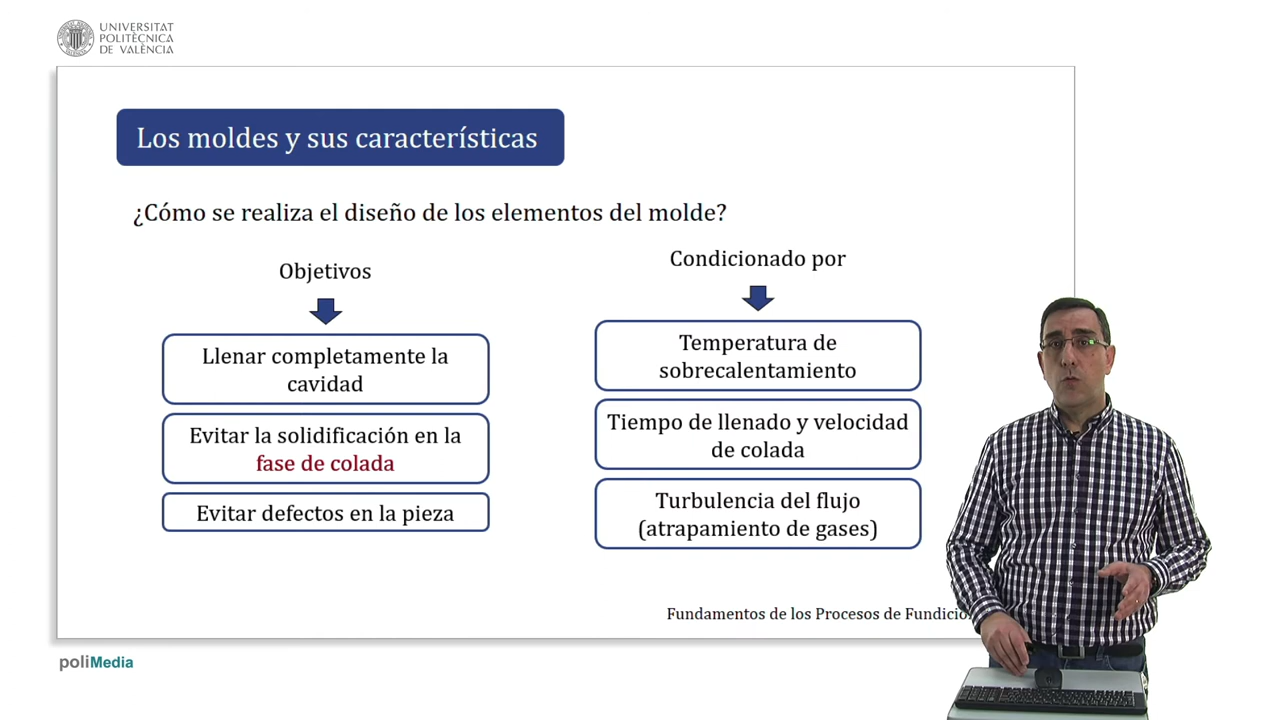 UNIVERSITAT
POLITÈCNICA
DE VALÈNCIA
Los moldes y sus características
¿Cómo se realiza el diseño de los elementos del molde?
Objetivos
Llenar completamente la
cavidad
Evitar la solidificación en la
fase de colada
Evitar defectos en la pieza
Condicionado por
Temperatura de
sobrecalentamiento
Tiempo de llenado y velocidad
de colada
Turbulencia del flujo
(atrapamiento de gases)
Fundamentos de los Procesos de
poliMedia